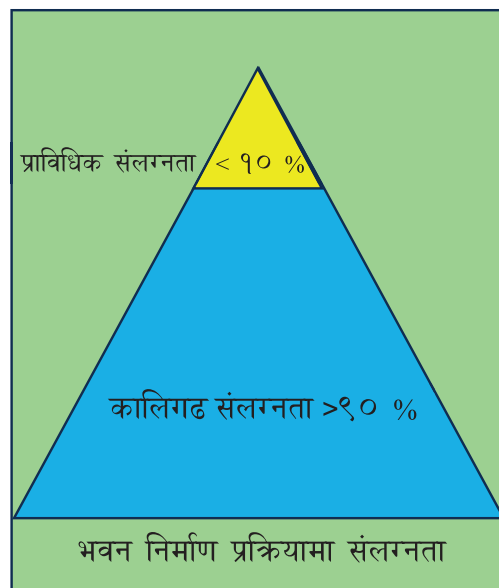 प्राविधिक संलग्नता < १० %
कालिगढ संलग्नता >९० %
भवन निर्माण प्रक्रियामा संलग्नता